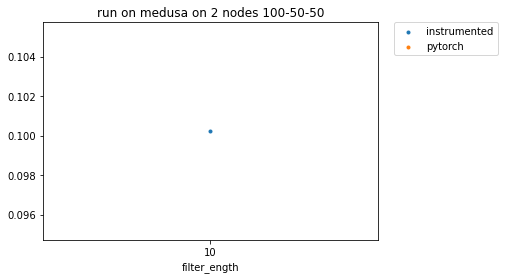 run on medusa on 2 nodes 100-50-50
instrumented
pytorch
0.104
0.102
0.100
0.098
0.096
10
filter_ength